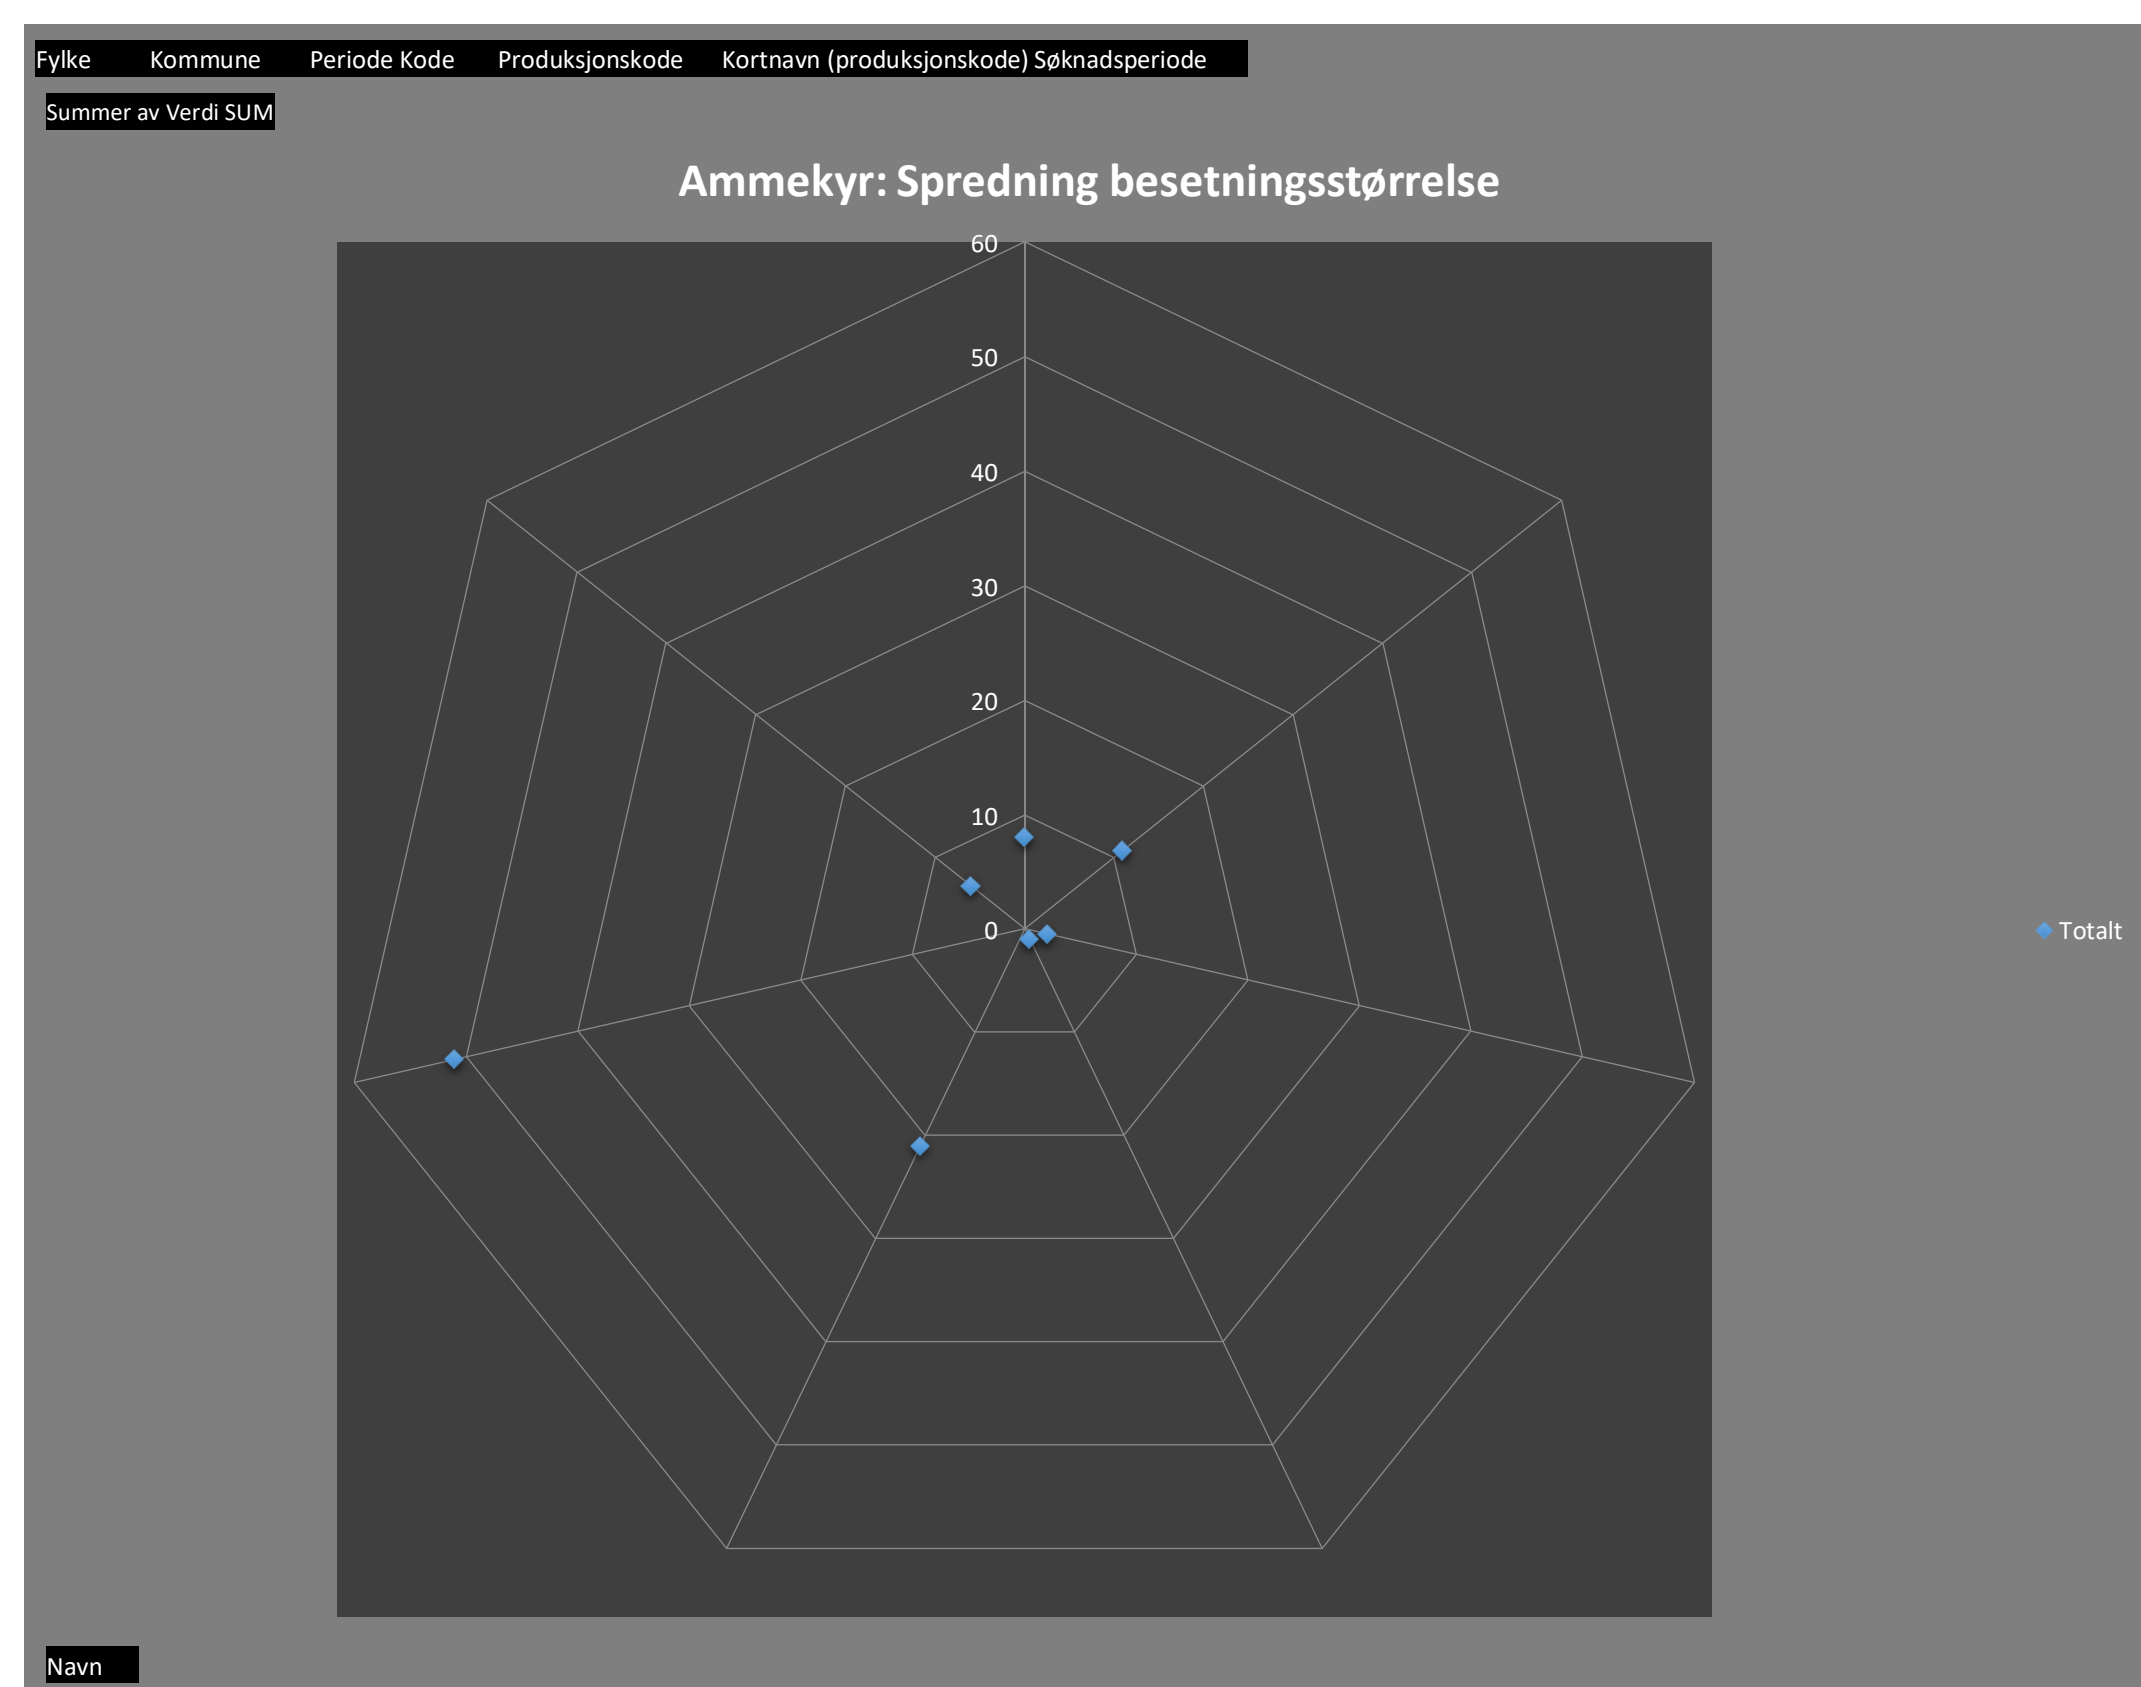 Fylke Kommune Periode Kode Produksjonskode Kortnavn (produksjonskode) Søknadsperiode
Summer av Verdi SUM
Ammekyr: Spredning besetningsstørrelse
60
50
40
30
20
10
0
Totalt
Navn